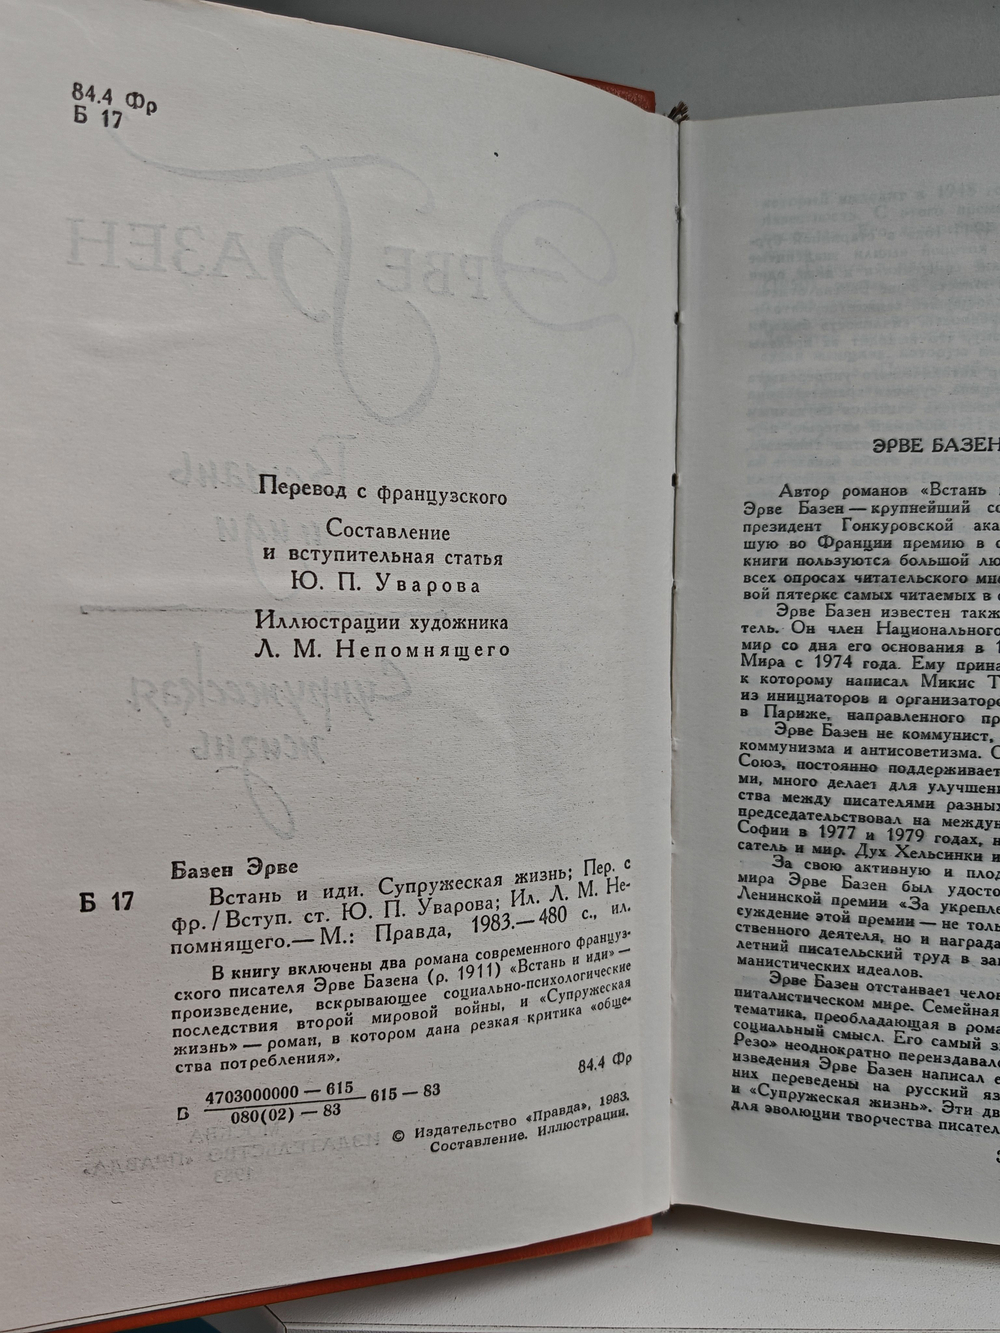 84.4 Фр
Б 17
Перевод с французского
Составление
и вступительная статья
Ю. П. Уварова
Иллюстрации художника
Л. М. Непомнящего
Базен Эрве
Б 17
Встань и иди. Супружеская жизнь; Пер. с
фр. / Вступ. ст. Ю. П. Уварова; Ил. Л. М. Не-
помнящего.— М.: Правда, 1983.— 480 с., ил.
В книгу включены два романа современного француз-
ского писателя Эрве Базена (р. 1911) «Встань и иди» —
произведение, вскрывающее социально-психологические
последствия второй мировой войны, и «Супружеская
жизнь» — роман, в котором дана резкая критика «обще-
ства потребления».
84.4 Фр
Б 4703000000 — 615 / 080(02) — 83 615 — 83
© Издательство «Правда», 1983.
Составление. Иллюстрации.
ЭРВЕ БАЗЕН
Автор романов «Встань
Эрве Базен — крупнейший
президент Гонкуровской
шую во Франции премию в
книги пользуются большой
всех опросах читательского
вой пятерке самых читаемых в
Эрве Базен известен
тель. Он член Национального
мир со дня его основания в
Мира с 1974 года. Ему
к которому написал Микис
из инициаторов и
в Париже, направленного
Эрве Базен не коммунист,
коммунизма и антисоветизма.
Союз, постоянно поддерживает
ми, много делает для
ства между писателями
председательствовал на
Софии в 1977 и 1979 годах,
сатель и мир. Дух Хельсинки и
За свою активную и
мира Эрве Базен был
Ленинской премии «За
суждение этой премии — не
ственного деятеля, но и награда
летний писательский труд в
манистических идеалов.
Эрве Базен отстаивает
питалистическом мире. Семейная
тематика, преобладающая в
социальный смысл. Его самый
Резо» неоднократно
изведения Эрве Базен написал
них переведены на русский
и «Супружеская жизнь». Эти
для эволюции творчества